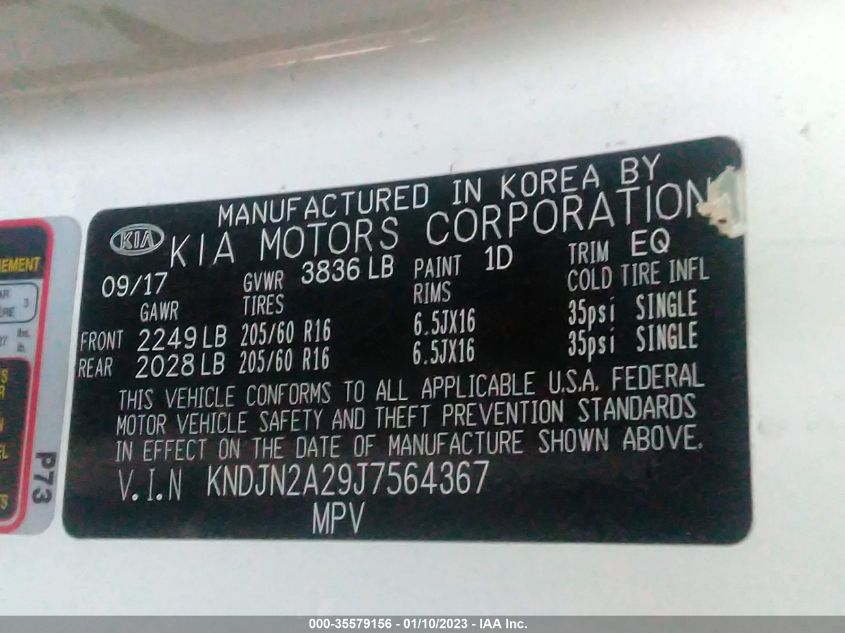 MANUFACTURED IN KOREA BY
KIA KIA MOTORS CORPORATION
09/17 GVWR 3836 LB PAINT 1D TRIM EQ
GAWR TIRES RIMS COLD TIRE INFL
FRONT 2249 LB 205/60 R16 6.5JX16 35psi SINGLE
REAR 2028 LB 205/60 R16 6.5JX16 35psi SINGLE
THIS VEHICLE CONFORMS TO ALL APPLICABLE U.S.A. FEDERAL
MOTOR VEHICLE SAFETY AND THEFT PREVENTION STANDARDS
IN EFFECT ON THE DATE OF MANUFACTURE SHOWN ABOVE.
V.I.N KNDJN2A29J7564367
MPV
P73
000-35579156 - 01/10/2023 - IAA Inc.